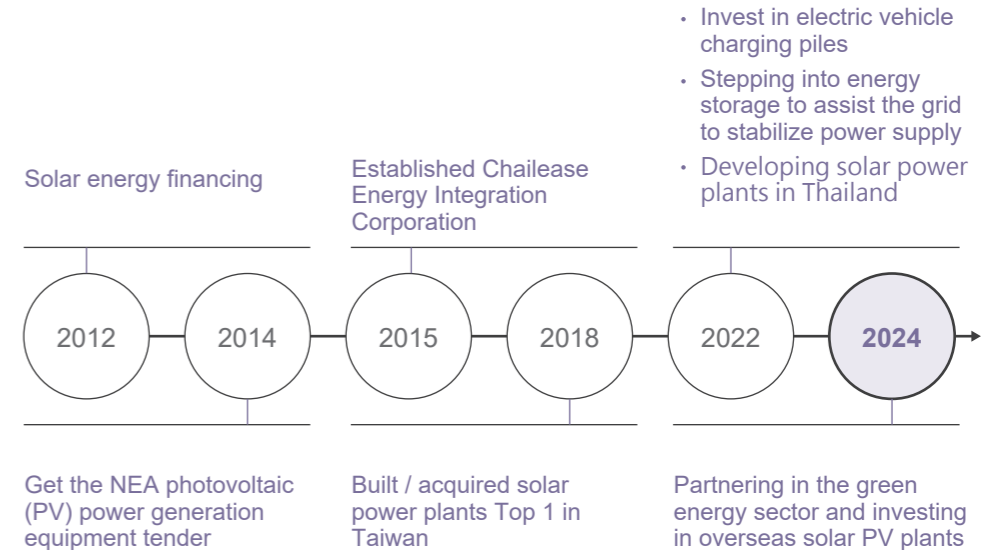 Solar energy financing
Established Chailease
Energy Integration
Corporation
• Invest in electric vehicle
charging piles
• Stepping into energy
storage to assist the grid
to stabilize power supply
• Developing solar power
plants in Thailand
2012
2014
2015
2018
2022
2024
Get the NEA photovoltaic
(PV) power generation
equipment tender
Built / acquired solar
power plants Top 1 in
Taiwan
Partnering in the green
energy sector and investing
in overseas solar PV plants